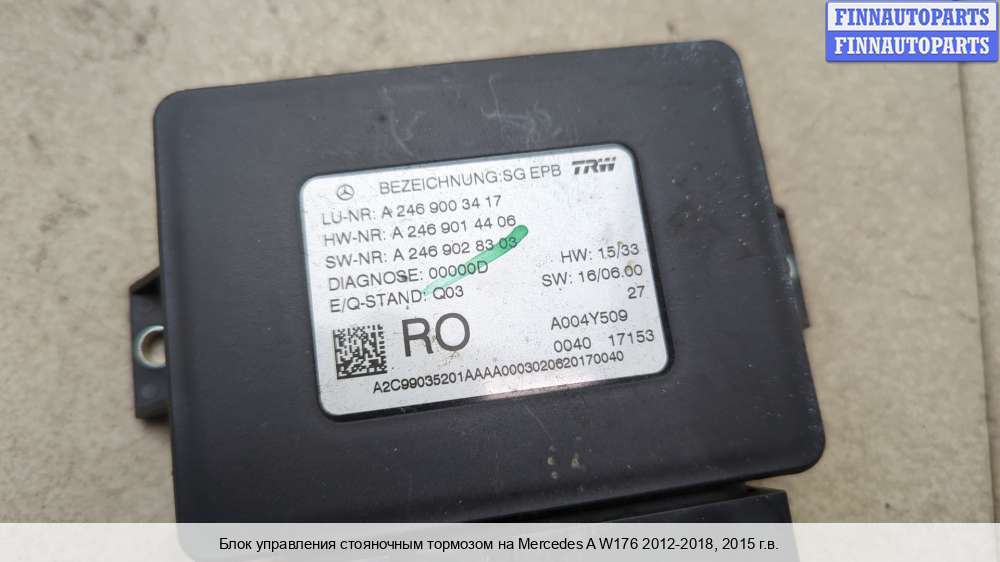 FINNAUTOPARTS
FINNAUTOPARTS
BEZEICHNUNG:SG EPB TRW
LU-NR: A 246 900 34 17
HW-NR: A 246 901 44 06
SW-NR: A 246 902 83 03
DIAGNOSE: 00000D HW: 15/33
E/Q-STAND: Q03 SW: 16/06.00
27
RO A004Y509
0040 17153
A2C99035201AAAA0003020620170040
Блок управления стояночным тормозом на Mercedes A W176 2012-2018, 2015 г.в.